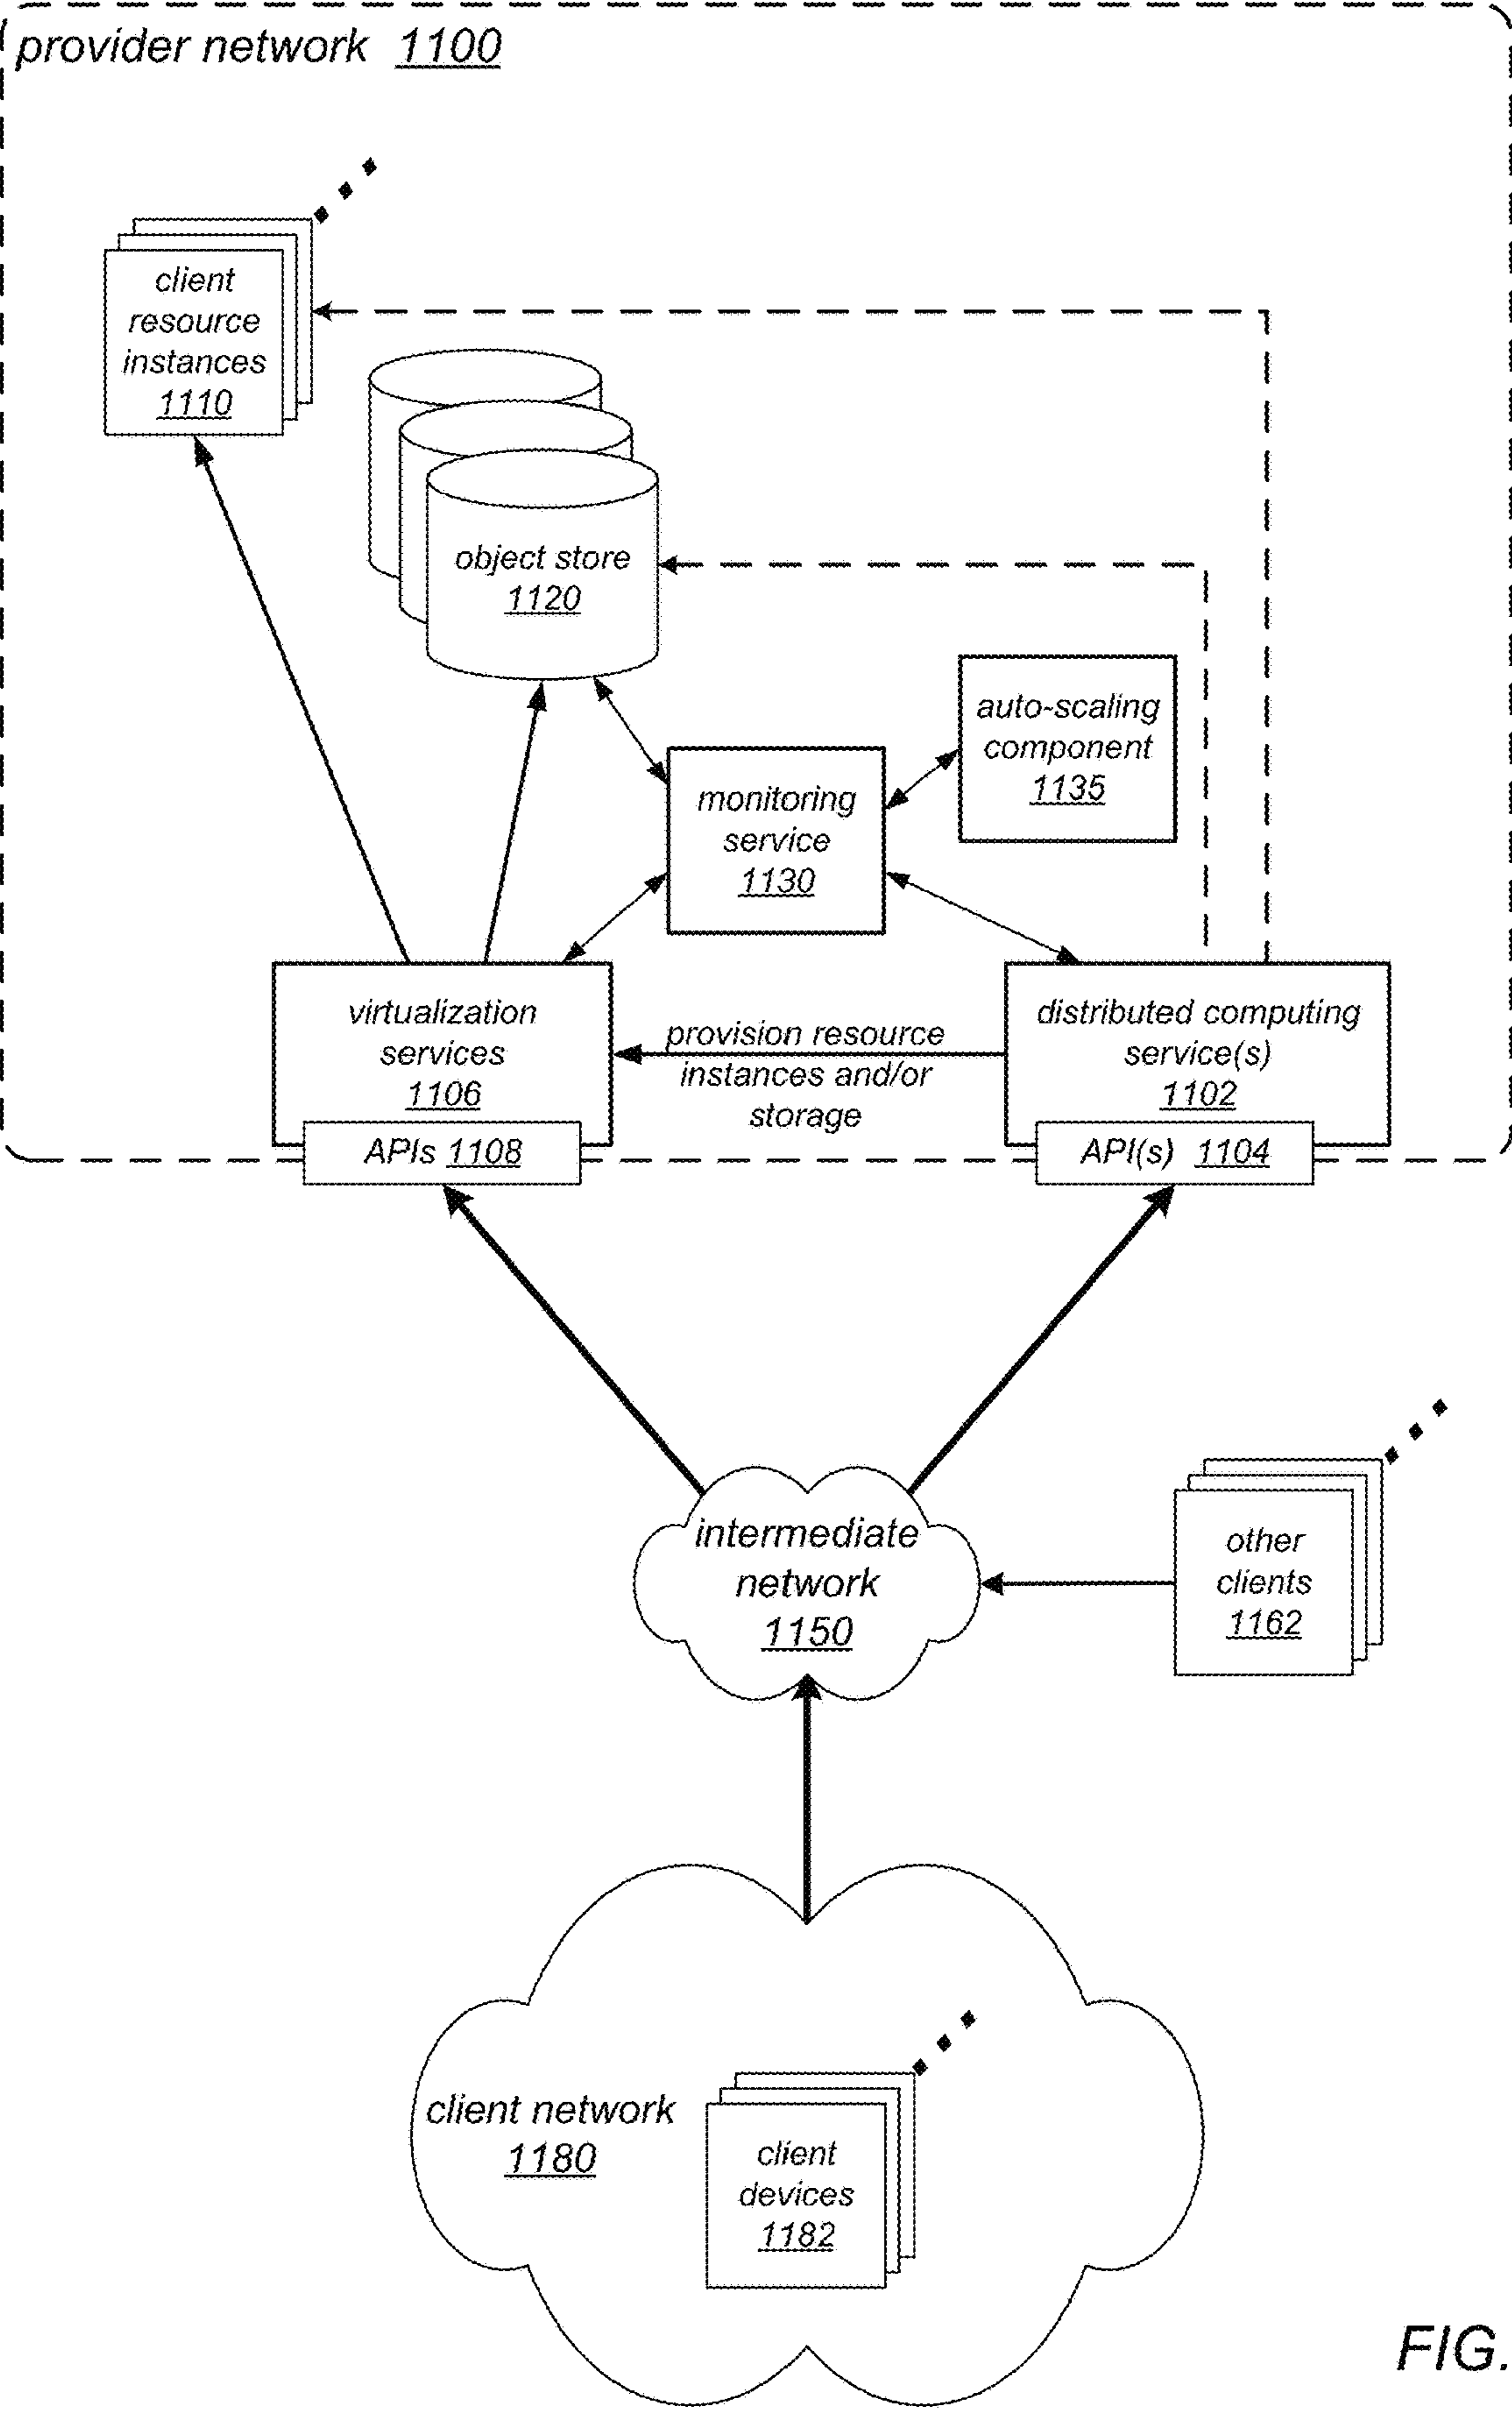 provider network 1100
client
resource
instances
1110
object store
1120
auto-scaling
component
1135
monitoring
service
1130
virtualization
services
1106
APIs 1108
provision resource
instances and/or
storage
distributed computing
service(s)
1102
API(s) 1104
intermediate
network
1150
other
clients
1162
client network
1180
client
devices
1182
FIG.